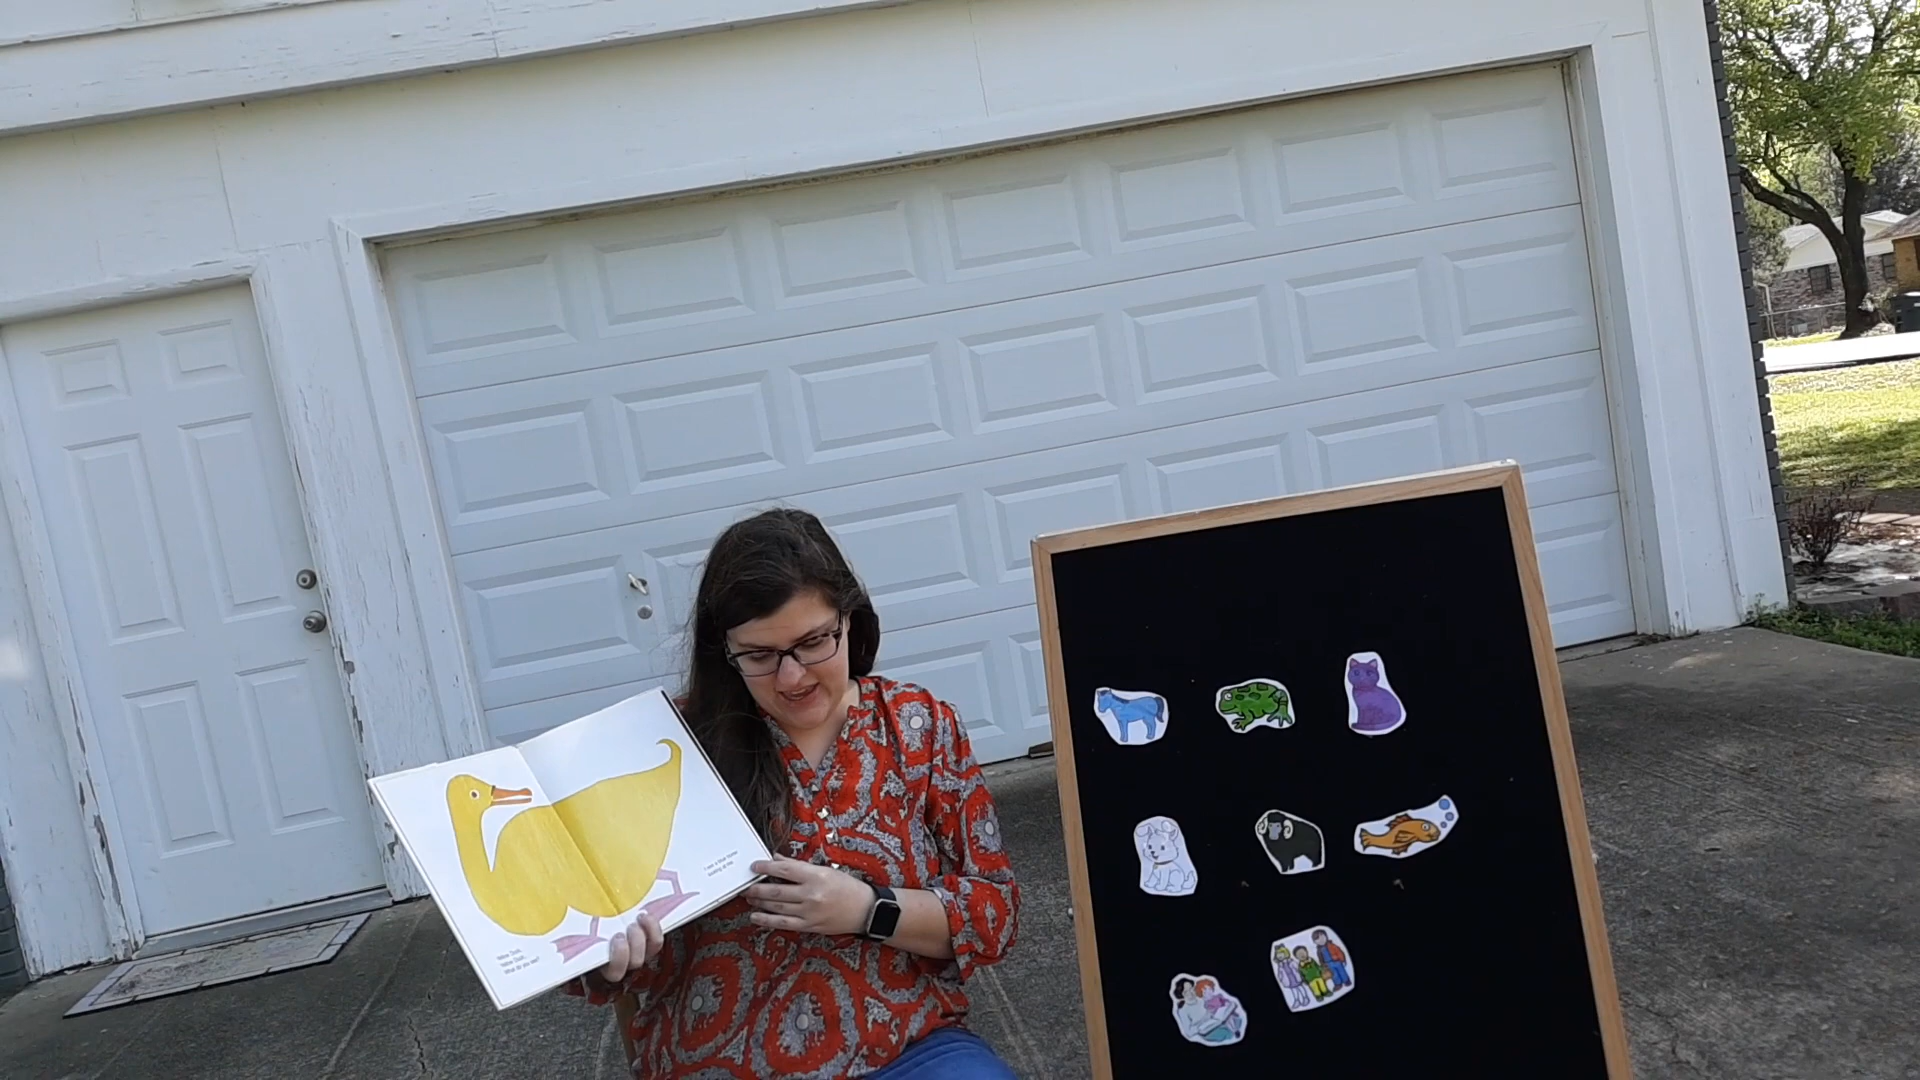 Yellow Duck,
Yellow Duck,
What do you see?
I see a blue horse
looking at me.